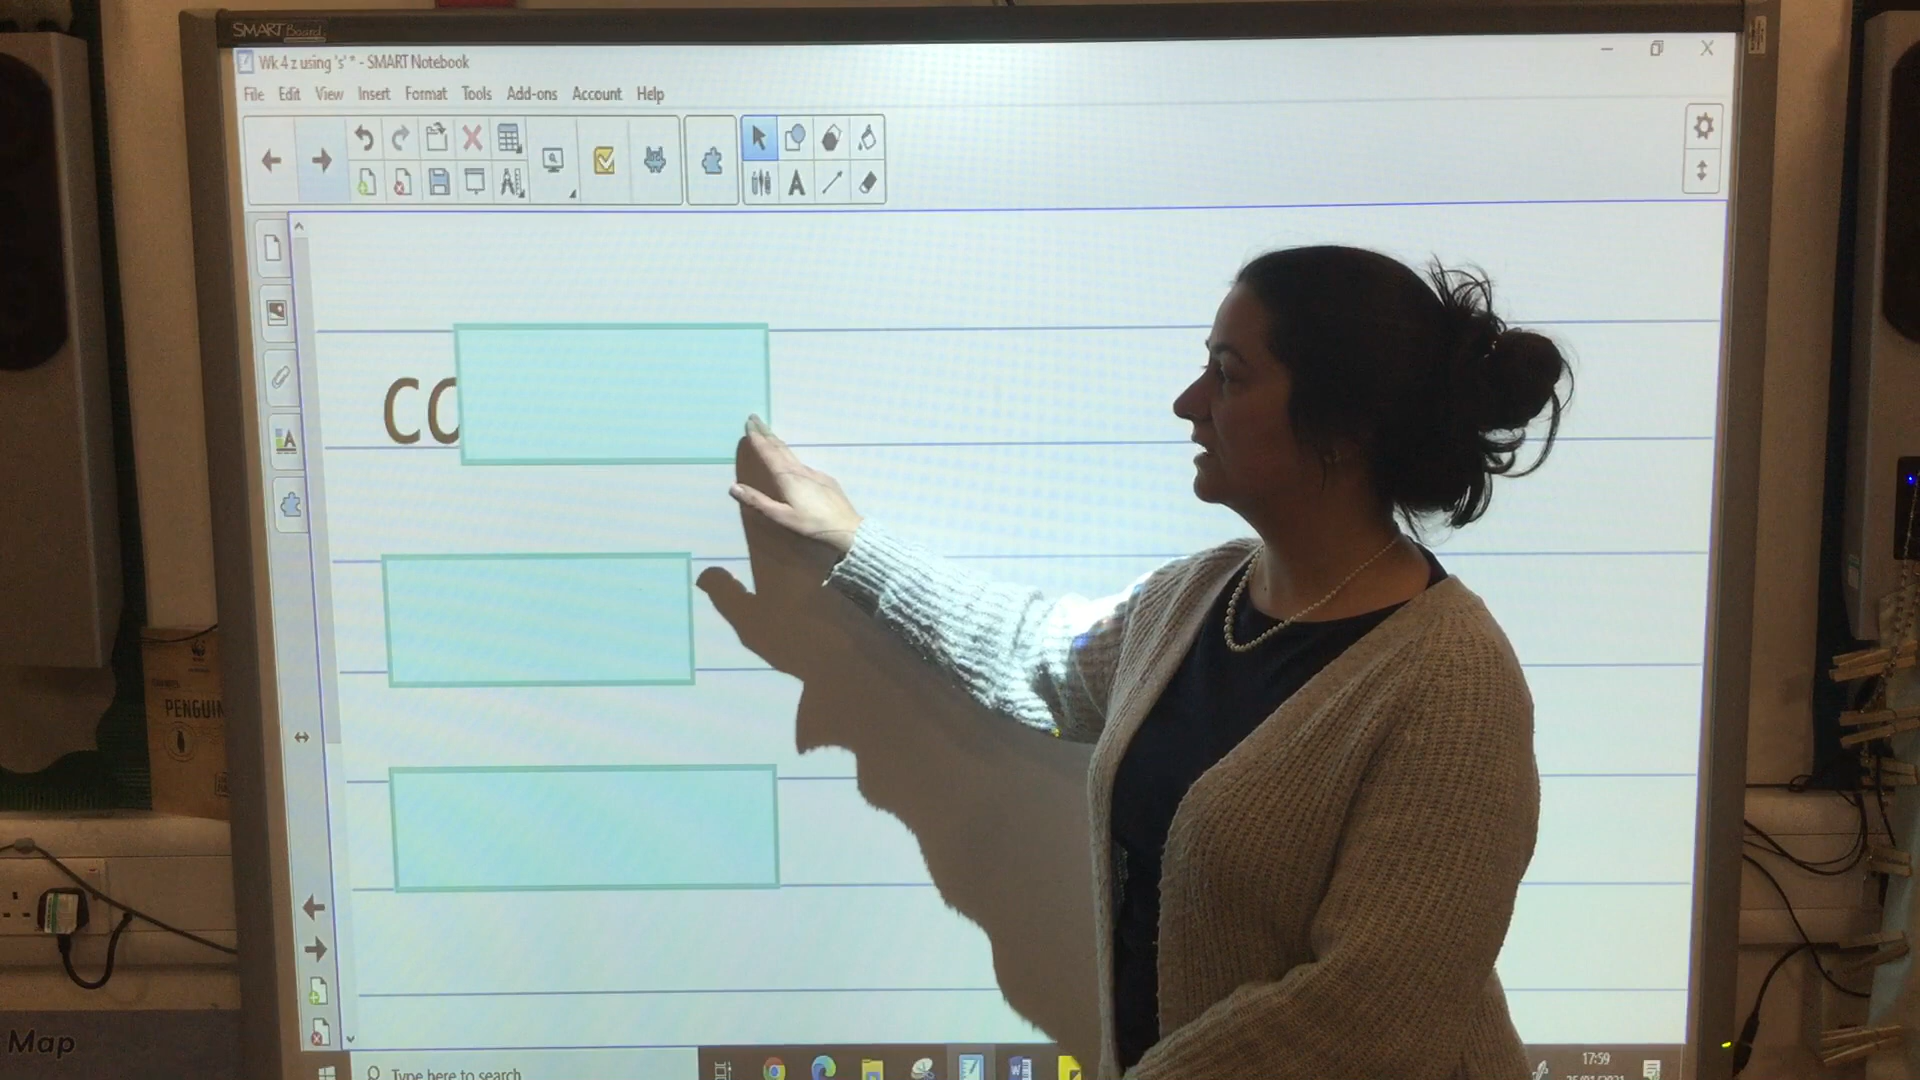 SMART Board
Wk 4 z using 's' * - SMART Notebook
File Edit View Insert Format Tools Add-ons Account Help
co
PENGUIN
Map
Type here to search
17:59